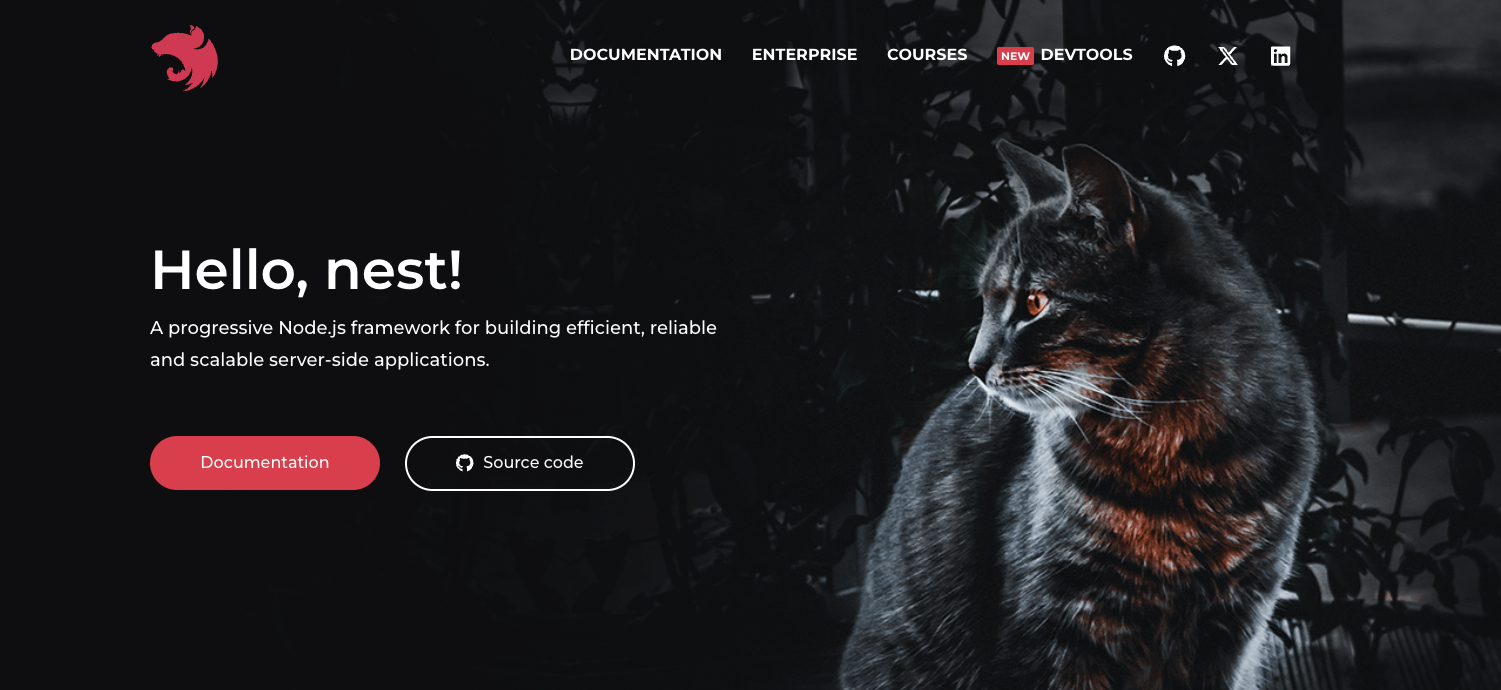 DOCUMENTATION ENTERPRISE COURSES NEW DEVTOOLS
Hello, nest!
A progressive Node.js framework for building efficient, reliable
and scalable server-side applications.
Documentation Source code